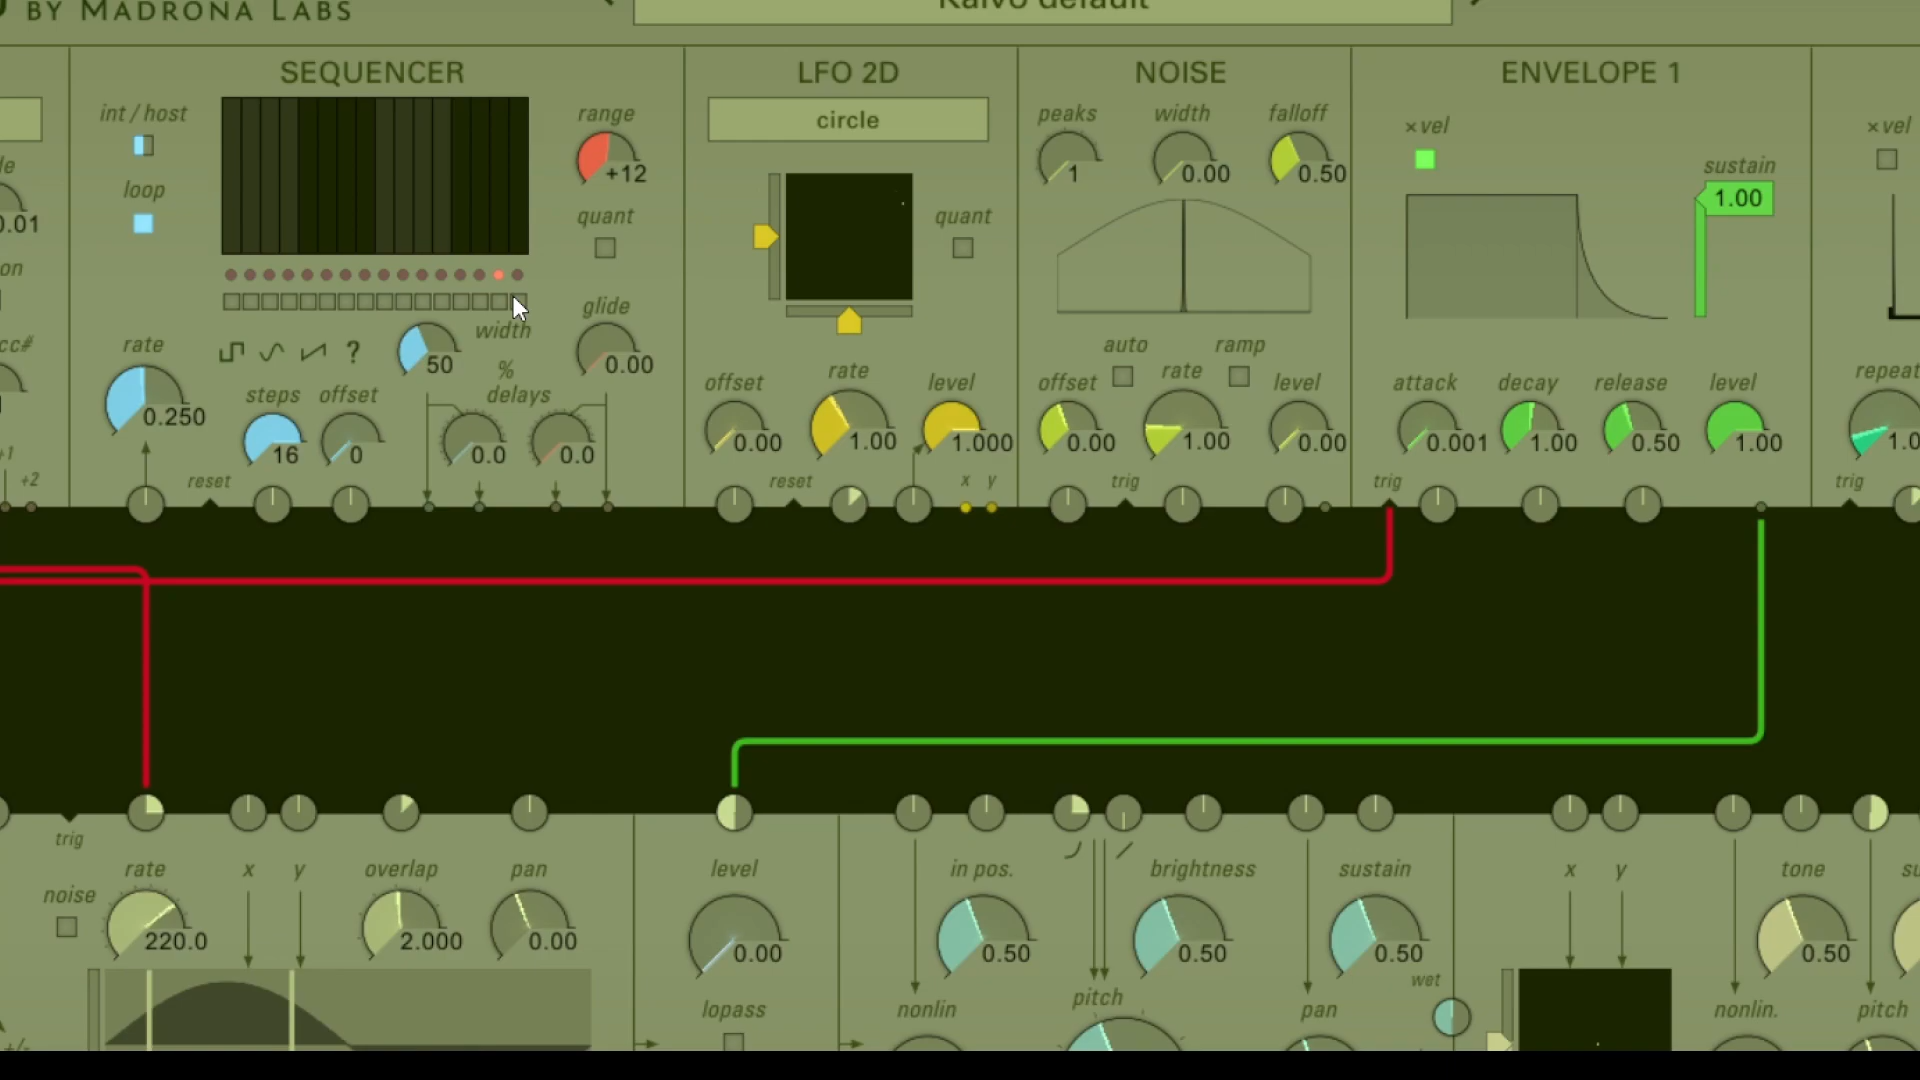 BY MADRONA LABS
Kaivo default
SEQUENCER
LFO 2D
NOISE
ENVELOPE 1
int / host
range
peaks
width
falloff
×vel
×vel
circle
sustain
+12
1
0.00
0.50
loop
1.00
0.01
quant
quant
on
glide
width
cc#
rate
?
50
0.00
auto
ramp
%
offset
rate
level
offset
rate
level
attack
decay
release
level
repeat
steps
offset
delays
0.250
16
0
0.0
0.0
0.00
1.00
1.000
0.00
1.00
0.00
0.001
1.00
0.50
1.00
1.0
+1
+2
reset
reset
x
y
trig
trig
trig
trig
rate
x
y
overlap
pan
level
in pos.
brightness
sustain
x
y
tone
noise
220.0
2.000
0.00
0.00
0.50
0.50
0.50
0.50
wet
lopass
nonlin
pitch
pan
nonlin.
pitch
+/-